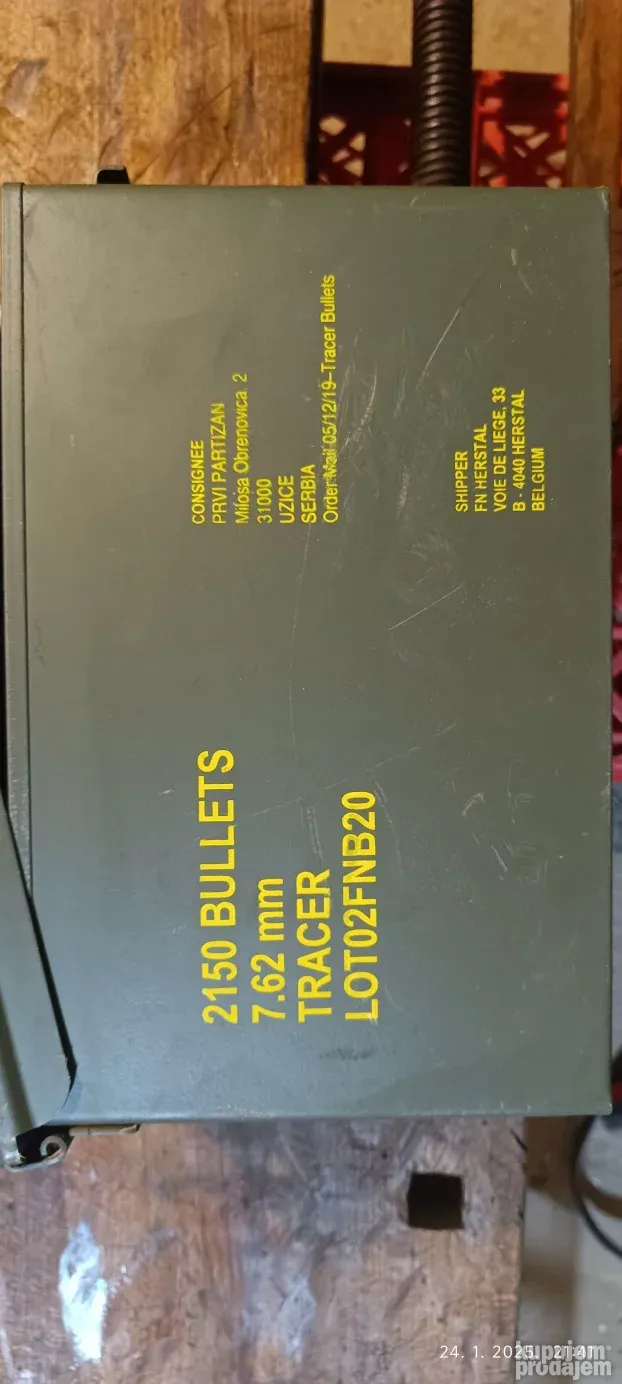 CONSIGNEE
PRVI PARTIZAN
Milosa Obrenovica. 2
31000
UZICE
SERBIA
Order Mail 05/12/19-Tracer Bullets
SHIPPER
FN HERSTAL
VOIE DE LIEGE, 33
B - 4040 HERSTAL
BELGIUM
2150 BULLETS
7.62 mm
TRACER
LOT02FNB20
24. 1. 2025. 21:41
kupujem
prodajem